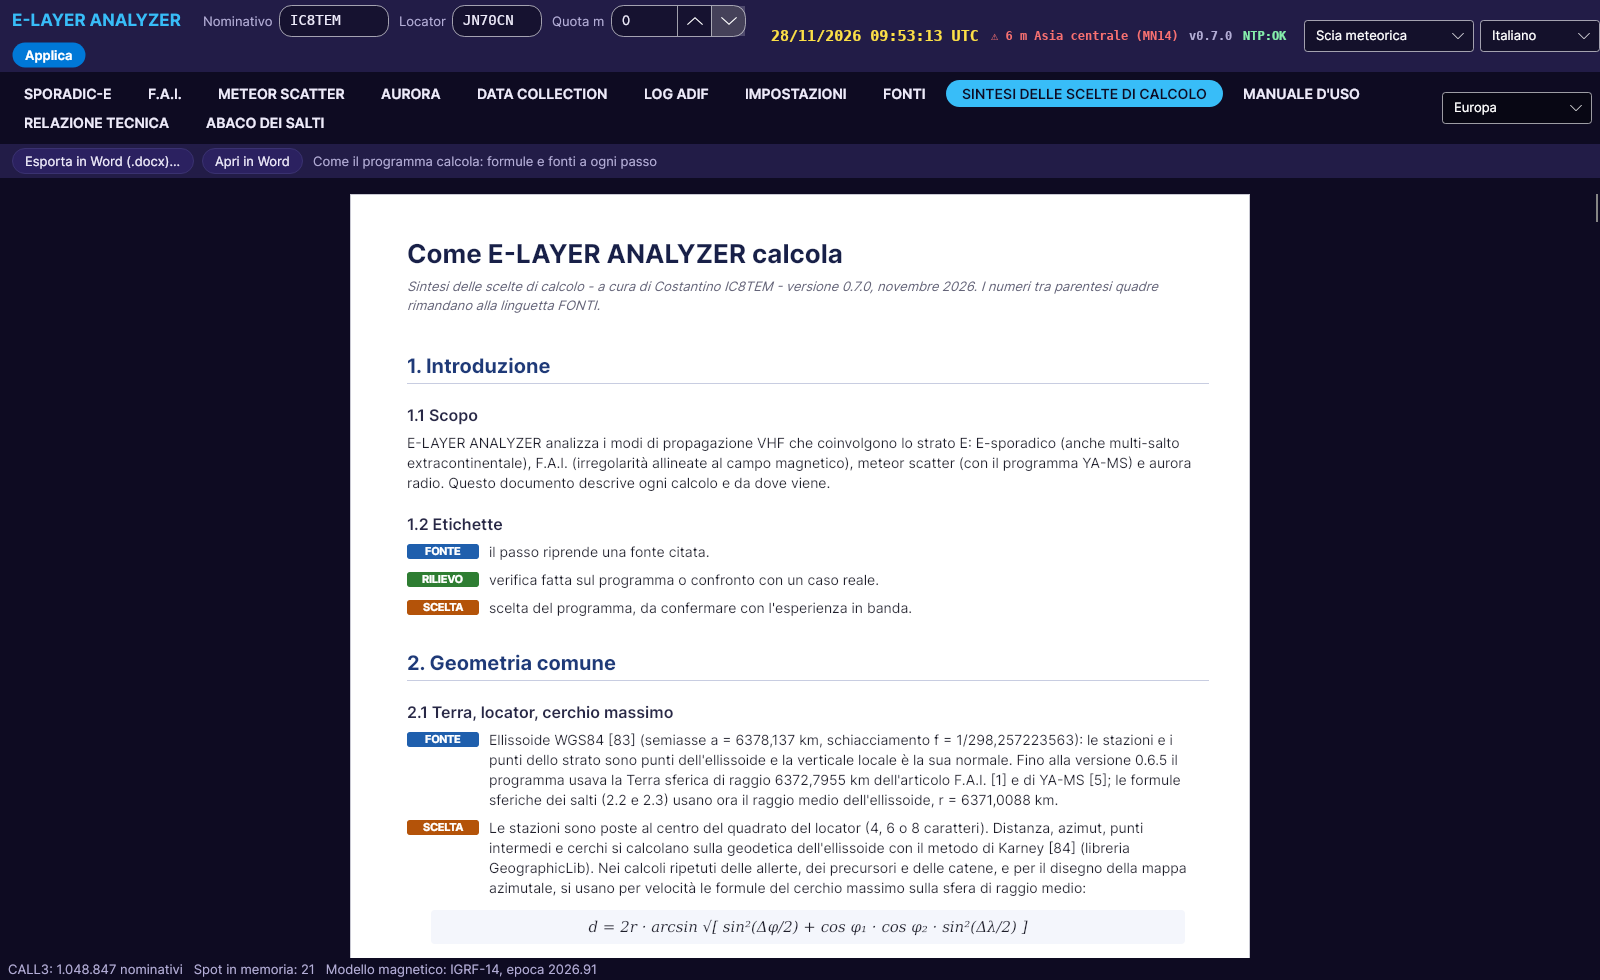 E-LAYER ANALYZER Nominativo IC8TEM Locator JN70CN Quota m 0
28/11/2026 09:53:13 UTC ⚠ 6 m Asia centrale (MN14) v0.7.0 NTP:OK Scia meteorica Italiano
Applica
SPORADIC-E F.A.I. METEOR SCATTER AURORA DATA COLLECTION LOG ADIF IMPOSTAZIONI FONTI SINTESI DELLE SCELTE DI CALCOLO MANUALE D'USO
RELAZIONE TECNICA ABACO DEI SALTI
Europa
Esporta in Word (.docx)... Apri in Word Come il programma calcola: formule e fonti a ogni passo
Come E-LAYER ANALYZER calcola
Sintesi delle scelte di calcolo - a cura di Costantino IC8TEM - versione 0.7.0, novembre 2026. I numeri tra parentesi quadre
rimandano alla linguetta FONTI.
1. Introduzione
1.1 Scopo
E-LAYER ANALYZER analizza i modi di propagazione VHF che coinvolgono lo strato E: E-sporadico (anche multi-salto
extracontinentale), F.A.I. (irregolarità allineate al campo magnetico), meteor scatter (con il programma YA-MS) e aurora
radio. Questo documento descrive ogni calcolo e da dove viene.
1.2 Etichette
FONTE il passo riprende una fonte citata.
RILIEVO verifica fatta sul programma o confronto con un caso reale.
SCELTA scelta del programma, da confermare con l'esperienza in banda.
2. Geometria comune
2.1 Terra, locator, cerchio massimo
FONTE Ellissoide WGS84 [83] (semiasse a = 6378,137 km, schiacciamento f = 1/298,257223563): le stazioni e i
punti dello strato sono punti dell'ellissoide e la verticale locale è la sua normale. Fino alla versione 0.6.5 il
programma usava la Terra sferica di raggio 6372,7955 km dell'articolo F.A.I. [1] e di YA-MS [5]; le formule
sferiche dei salti (2.2 e 2.3) usano ora il raggio medio dell'ellissoide, r = 6371,0088 km.
SCELTA Le stazioni sono poste al centro del quadrato del locator (4, 6 o 8 caratteri). Distanza, azimut, punti
intermedi e cerchi si calcolano sulla geodetica dell'ellissoide con il metodo di Karney [84] (libreria
GeographicLib). Nei calcoli ripetuti delle allerte, dei precursori e delle catene, e per il disegno della mappa
azimutale, si usano per velocità le formule del cerchio massimo sulla sfera di raggio medio:
d = 2r · arcsin √[ sin²(Δφ/2) + cos φ₁ · cos φ₂ · sin²(Δλ/2) ]
CALL3: 1.048.847 nominativi Spot in memoria: 21 Modello magnetico: IGRF-14, epoca 2026.91